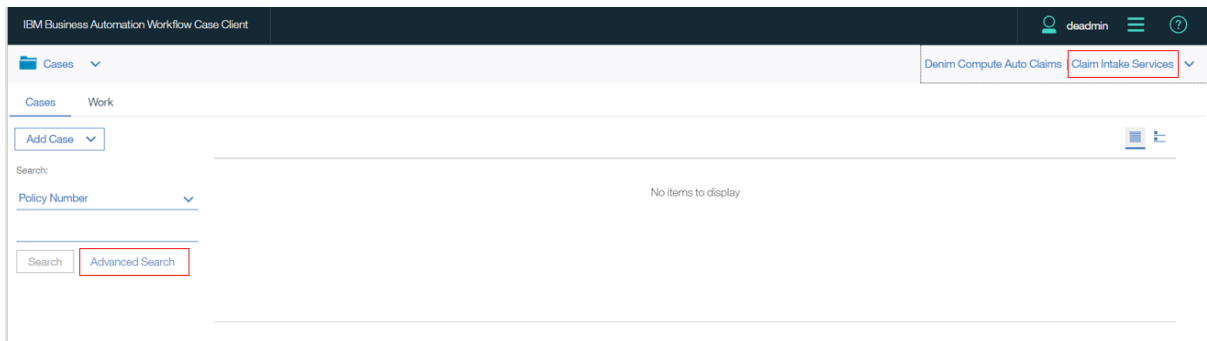 IBM Business Automation Workflow Case Client
deadmin
?
Cases
Denim Compute Auto Claims | Claim Intake Services
Cases
Work
Add Case
Search:
Policy Number
No items to display
Search
Advanced Search